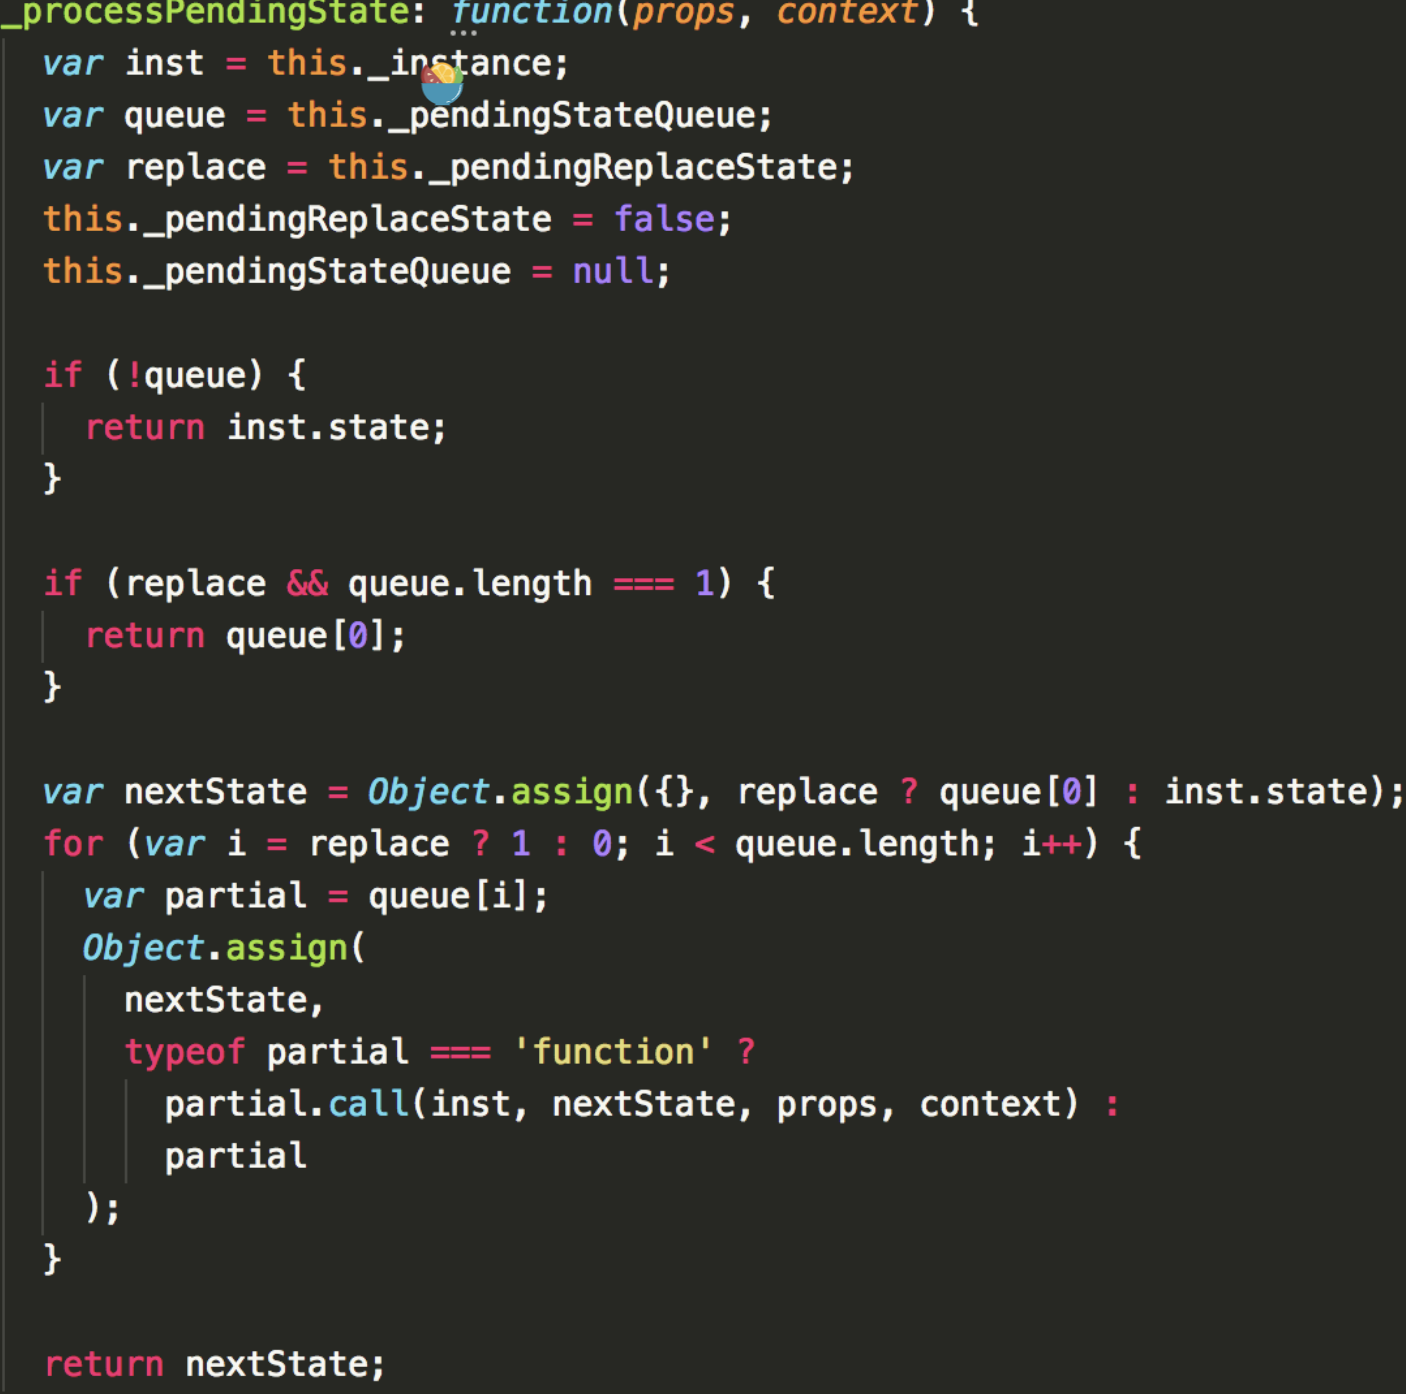 _processPendingState: function(props, context) {
var inst = this._instance;
var queue = this._pendingStateQueue;
var replace = this._pendingReplaceState;
this._pendingReplaceState = false;
this._pendingStateQueue = null;
if (!queue) {
return inst.state;
}
if (replace && queue.length === 1) {
return queue[0];
}
var nextState = Object.assign({}, replace ? queue[0] : inst.state);
for (var i = replace ? 1 : 0; i < queue.length; i++) {
var partial = queue[i];
Object.assign(
nextState,
typeof partial === 'function' ?
partial.call(inst, nextState, props, context) :
partial
);
}
return nextState;